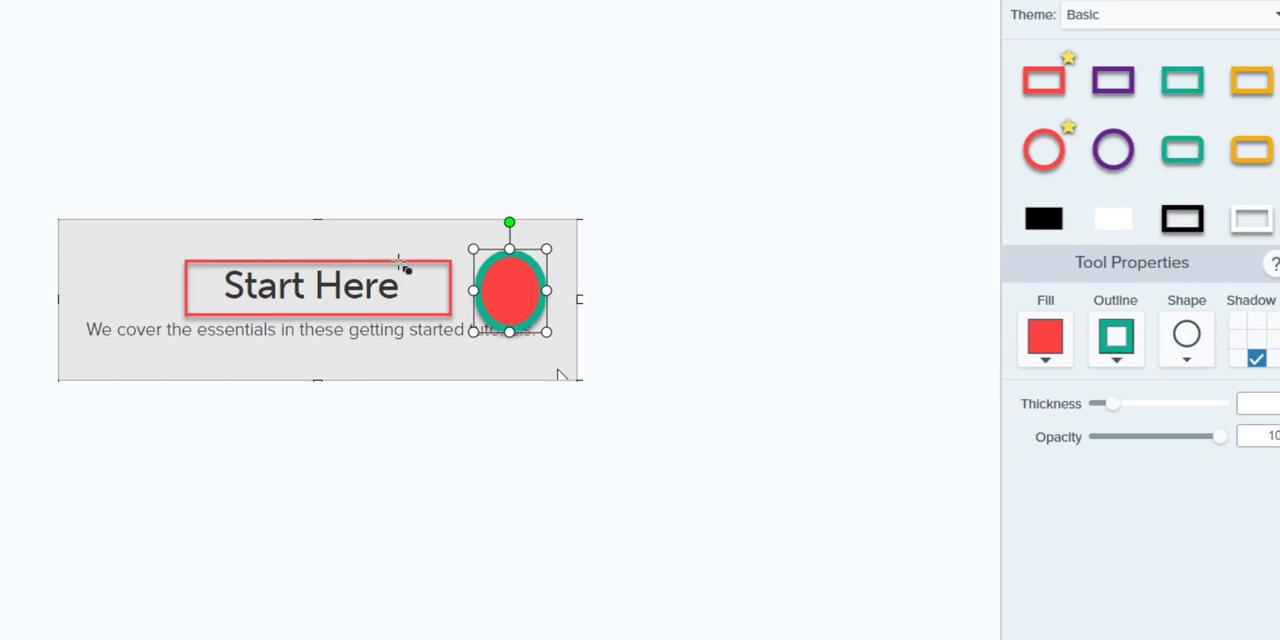 Theme: Basic
Start Here
We cover the essentials in these getting started
Tool Properties
?
Fill Outline Shape Shadow
Thickness
Opacity 10